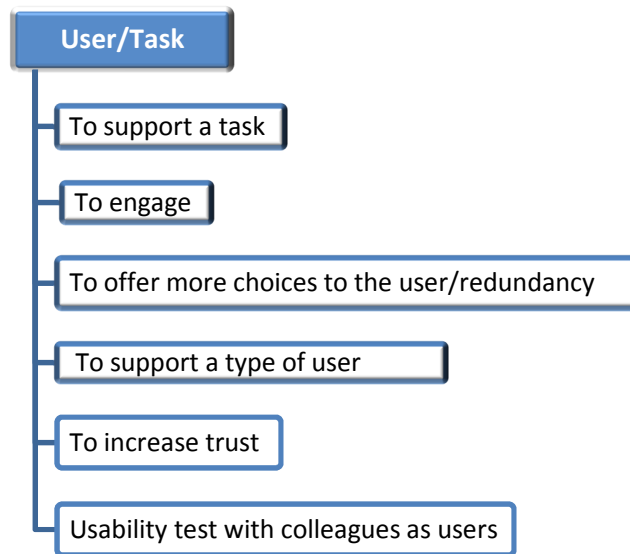 User/Task
To support a task
To engage
To offer more choices to the user/redundancy
To support a type of user
To increase trust
Usability test with colleagues as users